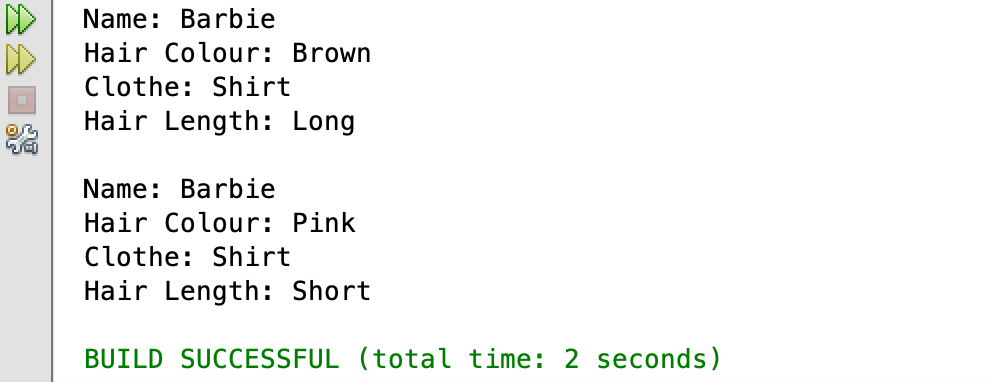 Name: Barbie
Hair Colour: Brown
Clothe: Shirt
Hair Length: Long
Name: Barbie
Hair Colour: Pink
Clothe: Shirt
Hair Length: Short
BUILD SUCCESSFUL (total time: 2 seconds)